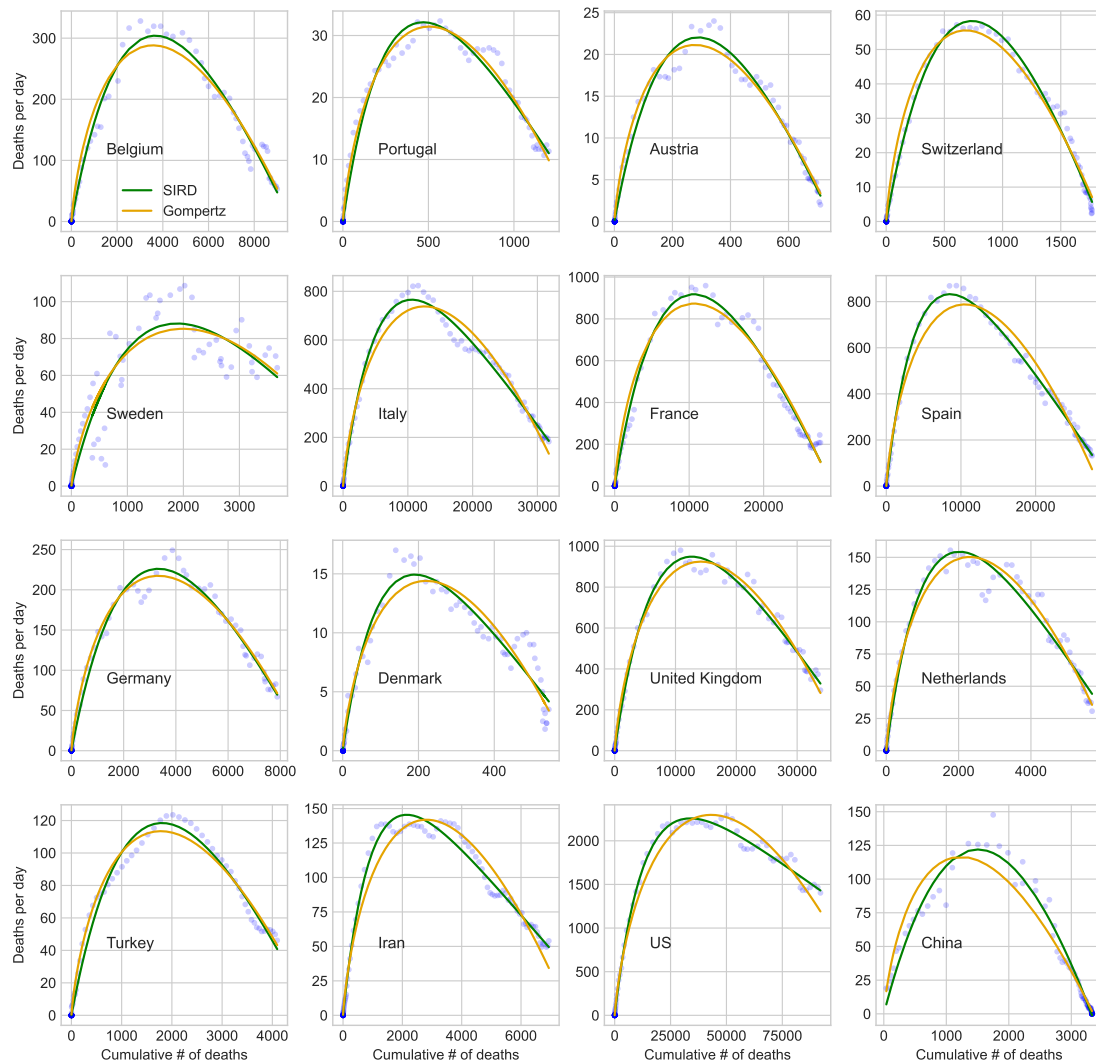 300
200
100
0
Deaths per day
Belgium
SIRD
Gompertz
0 2000 4000 6000 8000
30
20
10
0
Portugal
0 500 1000
25
20
15
10
5
0
Austria
0 200 400 600
60
50
40
30
20
10
0
Switzerland
0 500 1000 1500
100
80
60
40
20
0
Deaths per day
Sweden
0 1000 2000 3000
800
600
400
200
0
Italy
0 10000 20000 30000
1000
800
600
400
200
0
France
0 10000 20000
800
600
400
200
0
Spain
0 10000 20000
250
200
150
100
50
0
Deaths per day
Germany
0 2000 4000 6000 8000
15
10
5
0
Denmark
0 200 400
1000
800
600
400
200
0
United Kingdom
0 10000 20000 30000
150
125
100
75
50
25
0
Netherlands
0 2000 4000
120
100
80
60
40
20
0
Deaths per day
Turkey
0 1000 2000 3000 4000
Cumulative # of deaths
150
125
100
75
50
25
0
Iran
0 2000 4000 6000
Cumulative # of deaths
2000
1500
1000
500
0
US
0 25000 50000 75000
Cumulative # of deaths
150
125
100
75
50
25
0
China
0 1000 2000 3000
Cumulative # of deaths